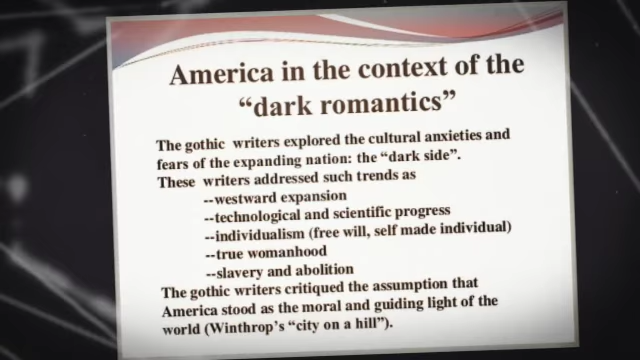 America in the context of the
“dark romantics”
The gothic writers explored the cultural anxieties and
fears of the expanding nation: the “dark side”.
These writers addressed such trends as
--westward expansion
--technological and scientific progress
--individualism (free will, self made individual)
--true womanhood
--slavery and abolition
The gothic writers critiqued the assumption that
America stood as the moral and guiding light of the
world (Winthrop’s “city on a hill”).